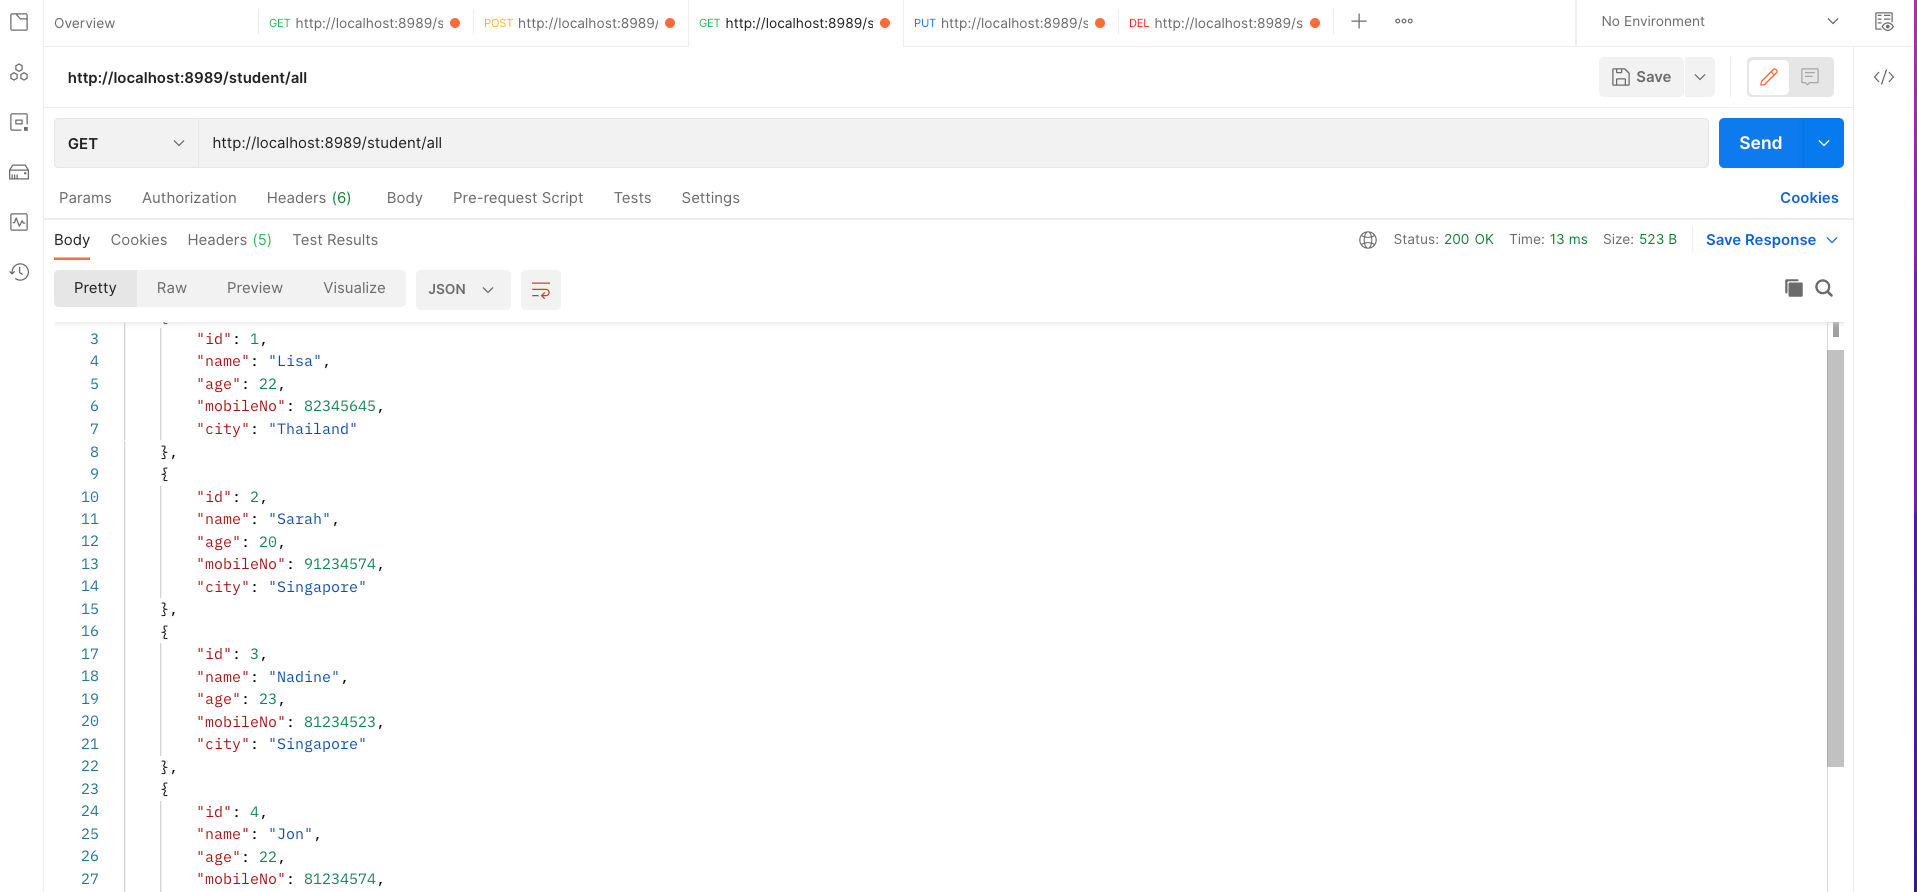 Overview
GET http://localhost:8989/s
POST http://localhost:8989/
GET http://localhost:8989/s
PUT http://localhost:8989/s
DEL http://localhost:8989/s
No Environment
http://localhost:8989/student/all
Save
GET
http://localhost:8989/student/all
Send
Params Authorization Headers (6) Body Pre-request Script Tests Settings
Cookies
Body Cookies Headers (5) Test Results
Status: 200 OK Time: 13 ms Size: 523 B
Save Response
Pretty Raw Preview Visualize
JSON
3 "id": 1,
4 "name": "Lisa",
5 "age": 22,
6 "mobileNo": 82345645,
7 "city": "Thailand"
8 },
9 {
10 "id": 2,
11 "name": "Sarah",
12 "age": 20,
13 "mobileNo": 91234574,
14 "city": "Singapore"
15 },
16 {
17 "id": 3,
18 "name": "Nadine",
19 "age": 23,
20 "mobileNo": 81234523,
21 "city": "Singapore"
22 },
23 {
24 "id": 4,
25 "name": "Jon",
26 "age": 22,
27 "mobileNo": 81234574,